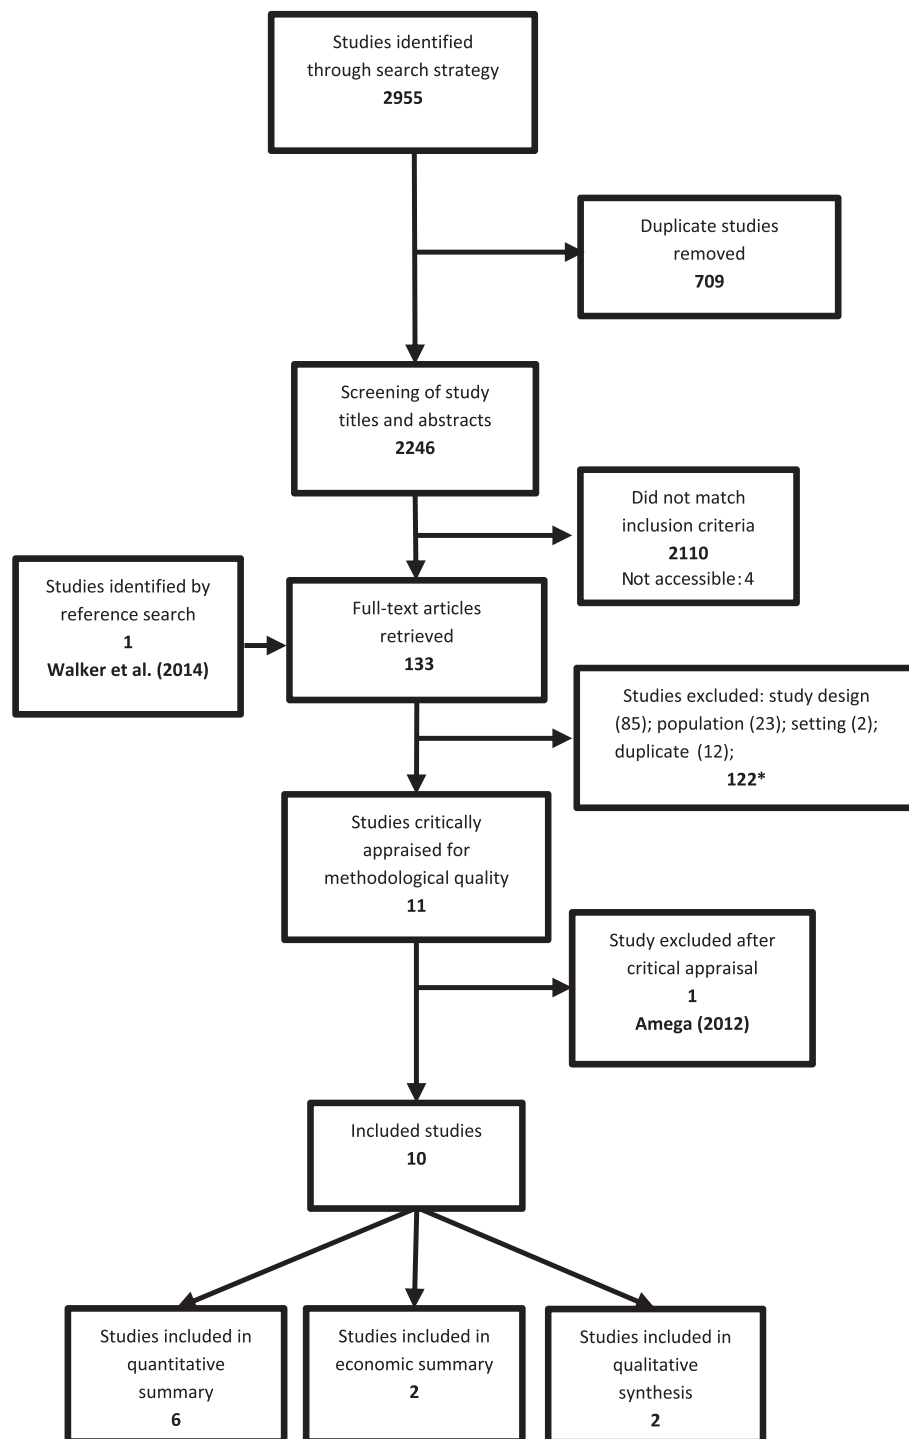 Studies identified
through search strategy
2955
Duplicate studies
removed
709
Screening of study
titles and abstracts
2246
Did not match
inclusion criteria
2110
Not accessible: 4
Studies identified by
reference search
1
Walker et al. (2014)
Full-text articles
retrieved
133
Studies excluded: study design
(85); population (23); setting (2);
duplicate (12);
122*
Studies critically
appraised for
methodological quality
11
Study excluded after
critical appraisal
1
Amega (2012)
Included studies
10
Studies included in
quantitative
summary
6
Studies included in
economic summary
2
Studies included in
qualitative
synthesis
2